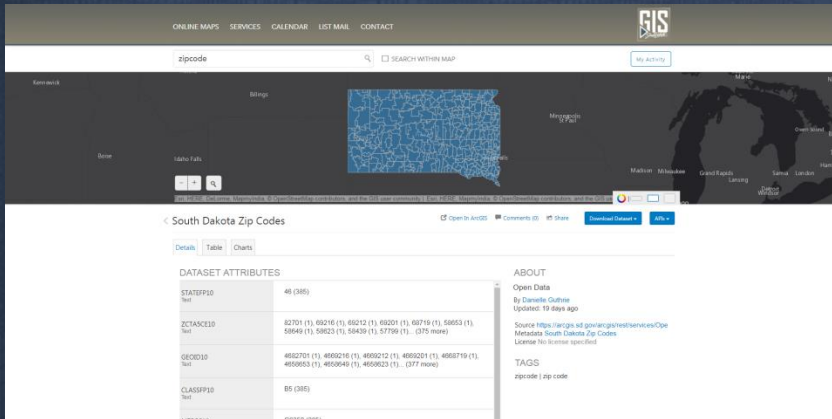 ONLINE MAPS SERVICES CALENDAR LIST MAIL CONTACT
GIS
zipcode
SEARCH WITHIN MAP
My Activity
Kennewick
Billings
Boise
Idaho Falls
Minneapolis
St Paul
Madison
Milwaukee
Grand Rapids
Lansing
Detroit
Windsor
Sarnia
London
− +
South Dakota Zip Codes
Open in ArcGIS Comments (0) Share Download Dataset APIs
Details Table Charts
DATASET ATTRIBUTES
STATEFP10
Text
46 (385)
ZCTA5CE10
Text
82701 (1), 69216 (1), 69212 (1), 69201 (1), 68719 (1), 58653 (1),
58649 (1), 58623 (1), 58439 (1), 57799 (1)... (375 more)
GEOID10
Text
4682701 (1), 4669216 (1), 4669212 (1), 4669201 (1), 4668719 (1),
4658653 (1), 4658649 (1), 4658623 (1)... (377 more)
CLASSFP10
Text
B5 (385)
ABOUT
Open Data
By Danielle Guthrie
Updated: 19 days ago
Source https://arcgis.sd.gov/arcgis/rest/services/Ope
Metadata South Dakota Zip Codes
License No license specified
TAGS
zipcode | zip code